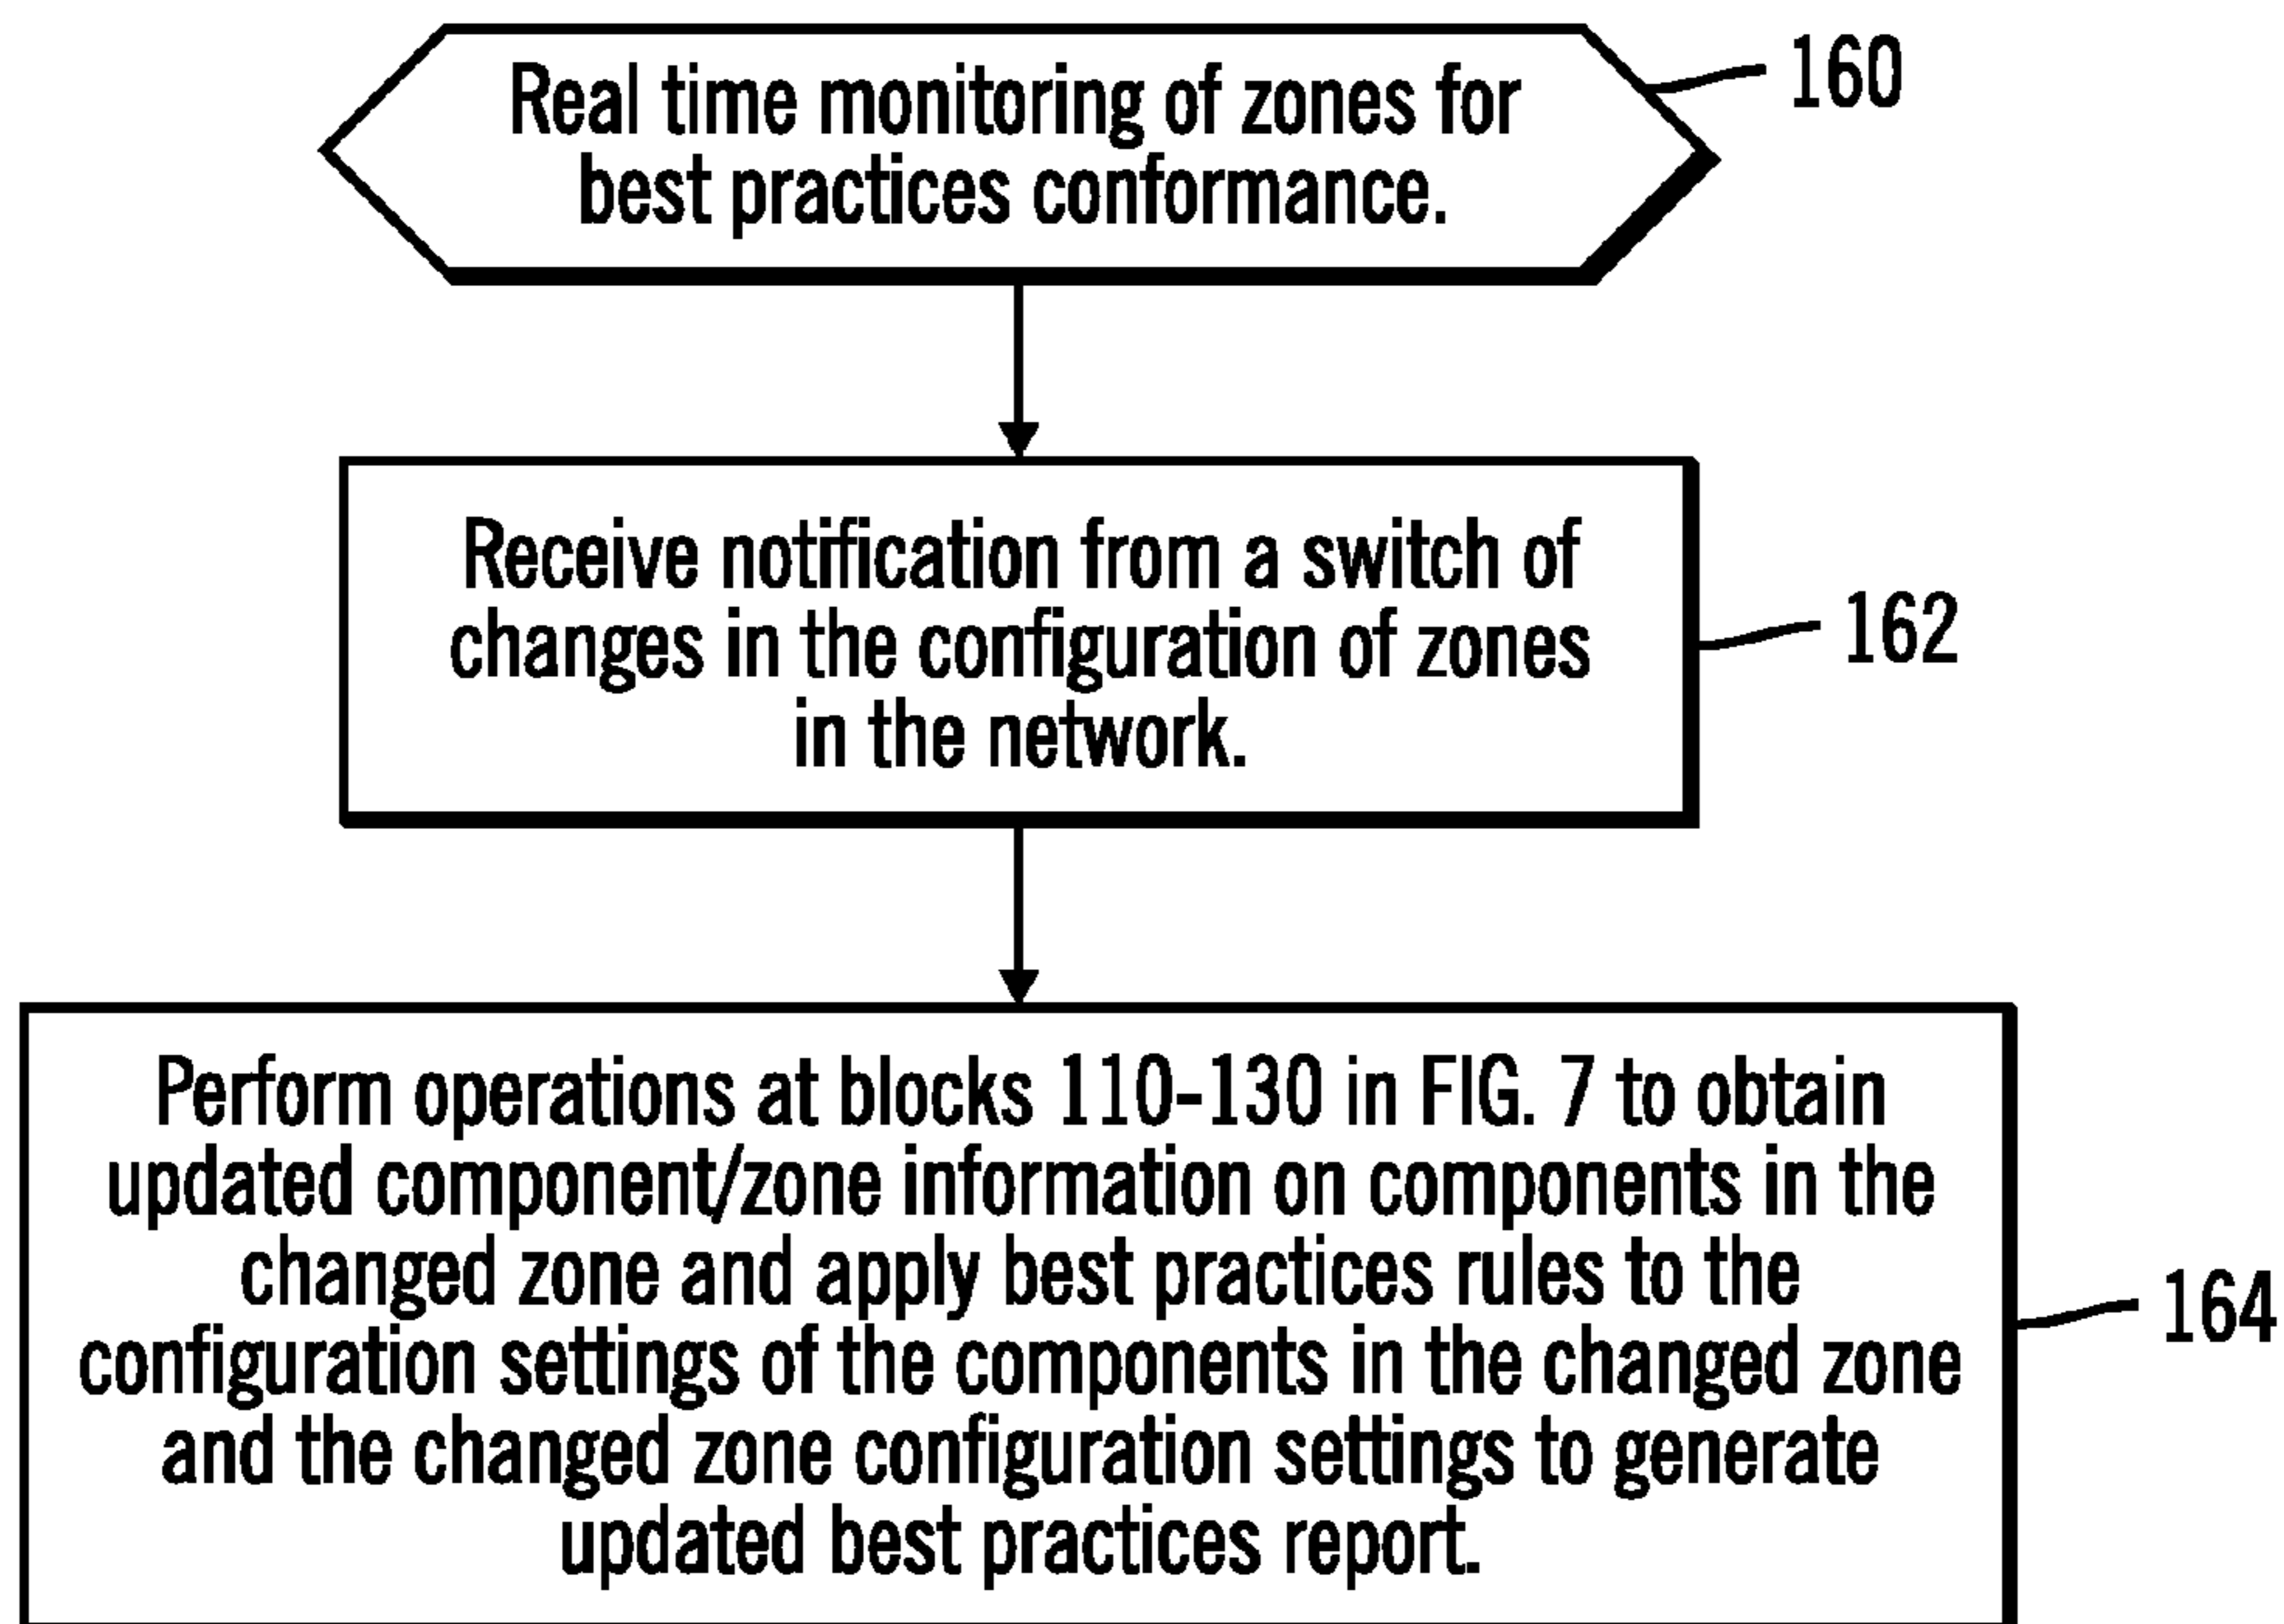 Real time monitoring of zones for
best practices conformance.
160
Receive notification from a switch of
changes in the configuration of zones
in the network.
162
Perform operations at blocks 110-130 in FIG. 7 to obtain
updated component/zone information on components in the
changed zone and apply best practices rules to the
configuration settings of the components in the changed zone
and the changed zone configuration settings to generate
updated best practices report.
164